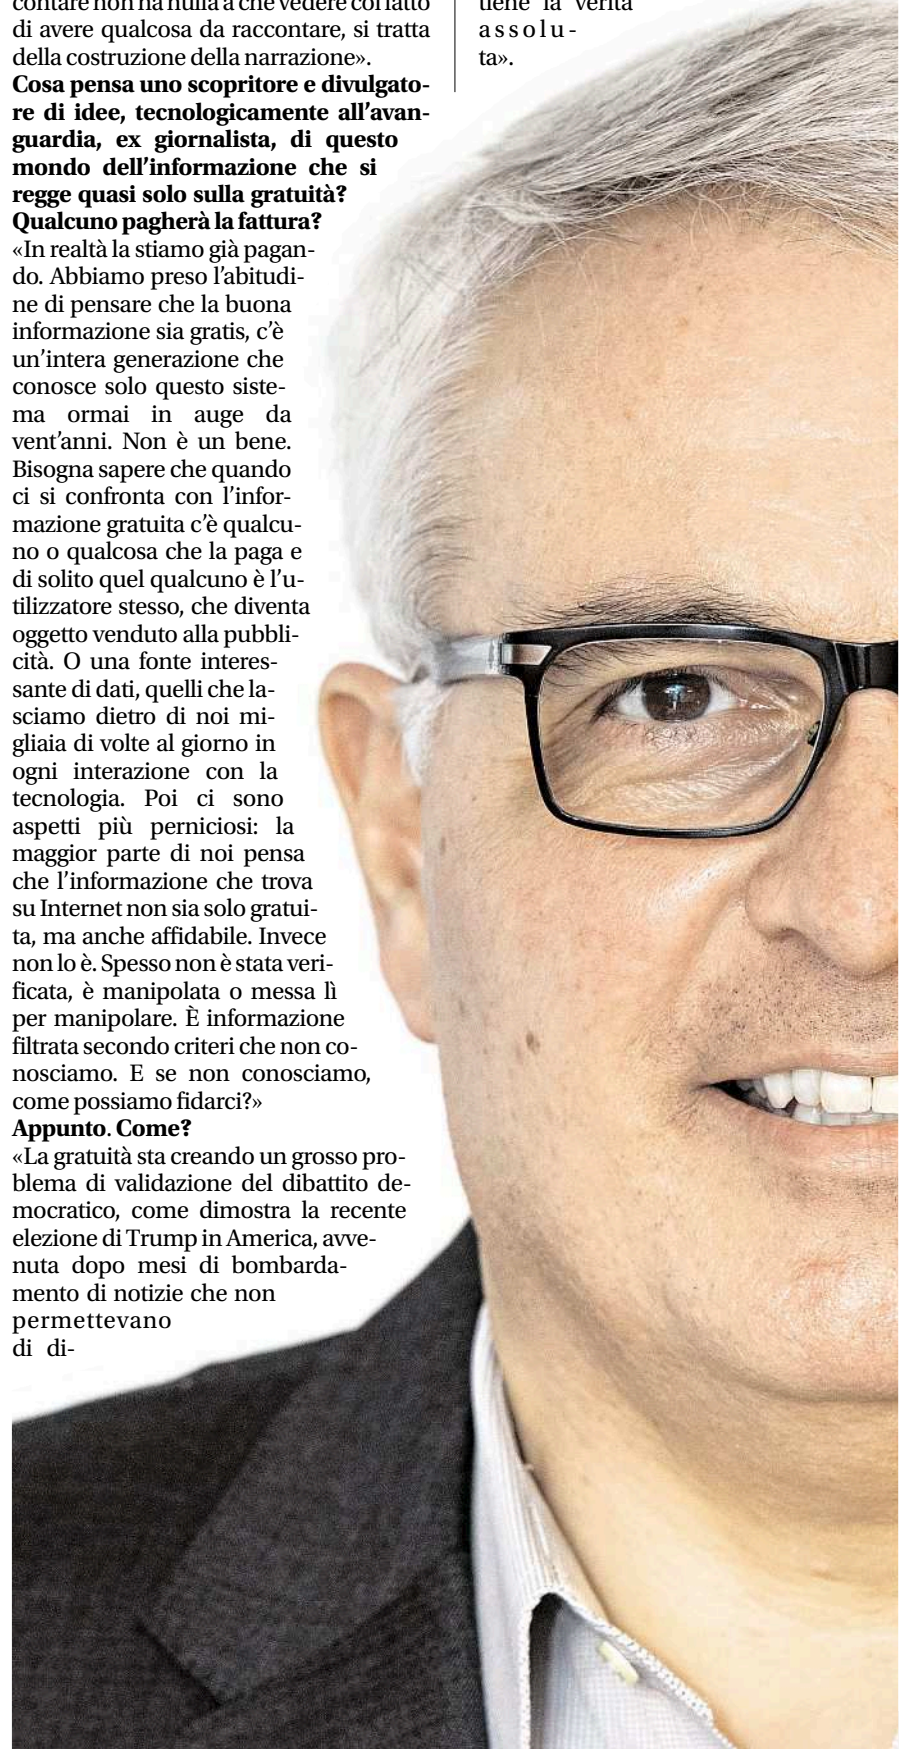 contare non ha nulla a che vedere col fatto
di avere qualcosa da raccontare, si tratta
della costruzione della narrazione».
Cosa pensa uno scopritore e divulgato-
re di idee, tecnologicamente all'avan-
guardia, ex giornalista, di questo
mondo dell'informazione che si
regge quasi solo sulla gratuità?
Qualcuno pagherà la fattura?
«In realtà la stiamo già pagan-
do. Abbiamo preso l'abitudi-
ne di pensare che la buona
informazione sia gratis, c'è
un'intera generazione che
conosce solo questo siste-
ma ormai in auge da
vent'anni. Non è un bene.
Bisogna sapere che quando
ci si confronta con l'infor-
mazione gratuita c'è qualcu-
no o qualcosa che la paga e
di solito quel qualcuno è l'u-
tilizzatore stesso, che diventa
oggetto venduto alla pubbli-
cità. O una fonte interes-
sante di dati, quelli che la-
sciamo dietro di noi mi-
gliaia di volte al giorno in
ogni interazione con la
tecnologia. Poi ci sono
aspetti più perniciosi: la
maggior parte di noi pensa
che l'informazione che trova
su Internet non sia solo gratui-
ta, ma anche affidabile. Invece
non lo è. Spesso non è stata veri-
ficata, è manipolata o messa lì
per manipolare. È informazione
filtrata secondo criteri che non co-
nosciamo. E se non conosciamo,
come possiamo fidarci?»
Appunto. Come?
«La gratuità sta creando un grosso pro-
blema di validazione del dibattito de-
mocratico, come dimostra la recente
elezione di Trump in America, avve-
nuta dopo mesi di bombarda-
mento di notizie che non
permettevano
di di-
tiene la verità
assolu-
ta».